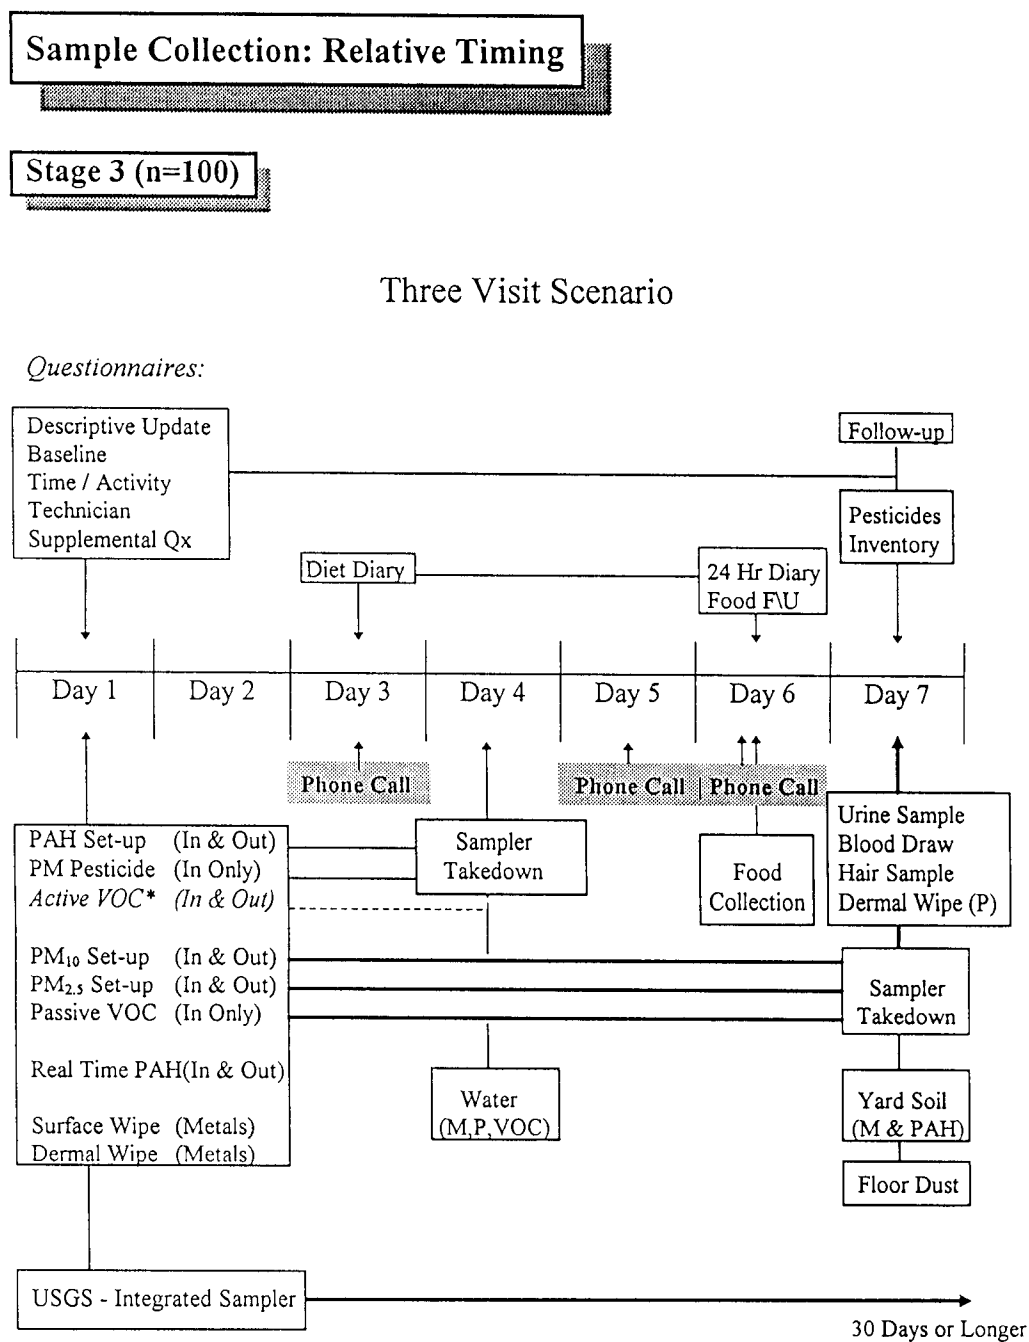 Sample Collection: Relative Timing
Stage 3 (n=100)
Three Visit Scenario
Questionnaires:
Descriptive Update
Baseline
Time / Activity
Technician
Supplemental Qx
Follow-up
Pesticides
Inventory
Diet Diary
24 Hr Diary
Food F\U
Day 1
Day 2
Day 3
Day 4
Day 5
Day 6
Day 7
Phone Call
Phone Call | Phone Call
PAH Set-up (In & Out)
PM Pesticide (In Only)
Active VOC* (In & Out)
PM10 Set-up (In & Out)
PM2.5 Set-up (In & Out)
Passive VOC (In Only)
Real Time PAH(In & Out)
Surface Wipe (Metals)
Dermal Wipe (Metals)
Sampler
Takedown
Water
(M,P,VOC)
Food
Collection
Urine Sample
Blood Draw
Hair Sample
Dermal Wipe (P)
Sampler
Takedown
Yard Soil
(M & PAH)
Floor Dust
USGS - Integrated Sampler
30 Days or Longer